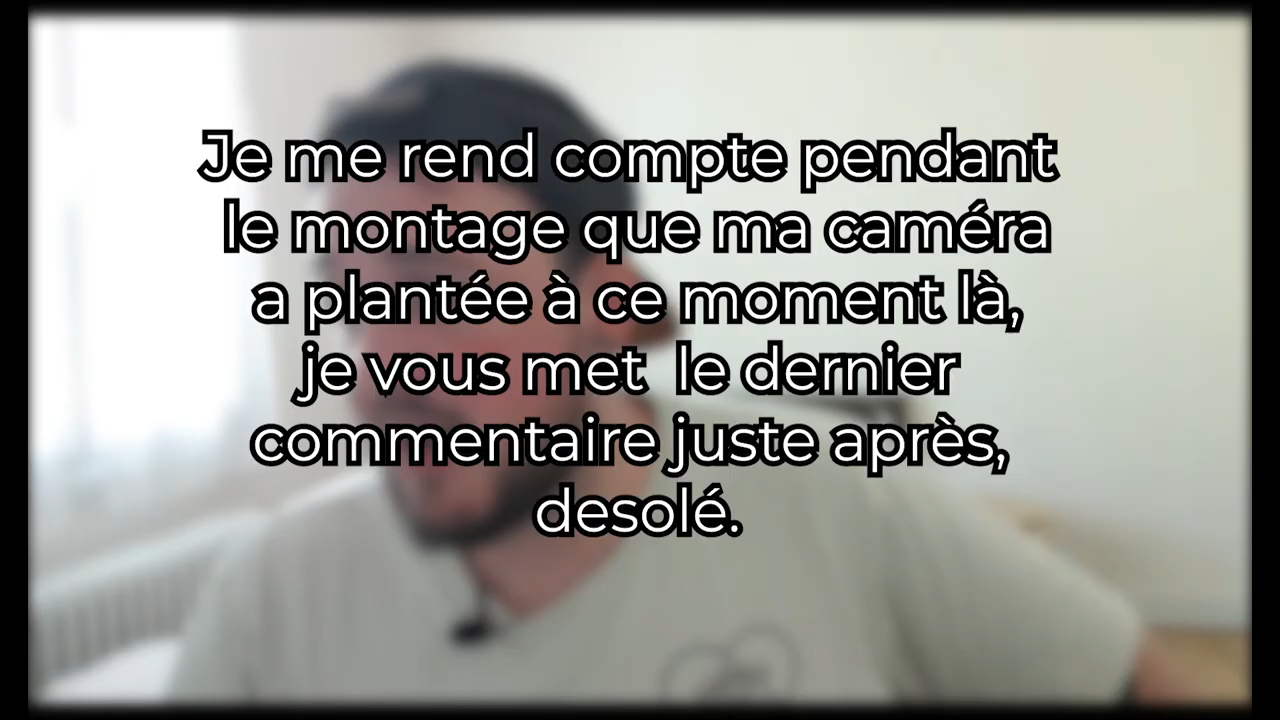 Je me rend compte pendant
le montage que ma caméra
a plantée à ce moment là,
je vous met  le dernier
commentaire juste après,
desolé.